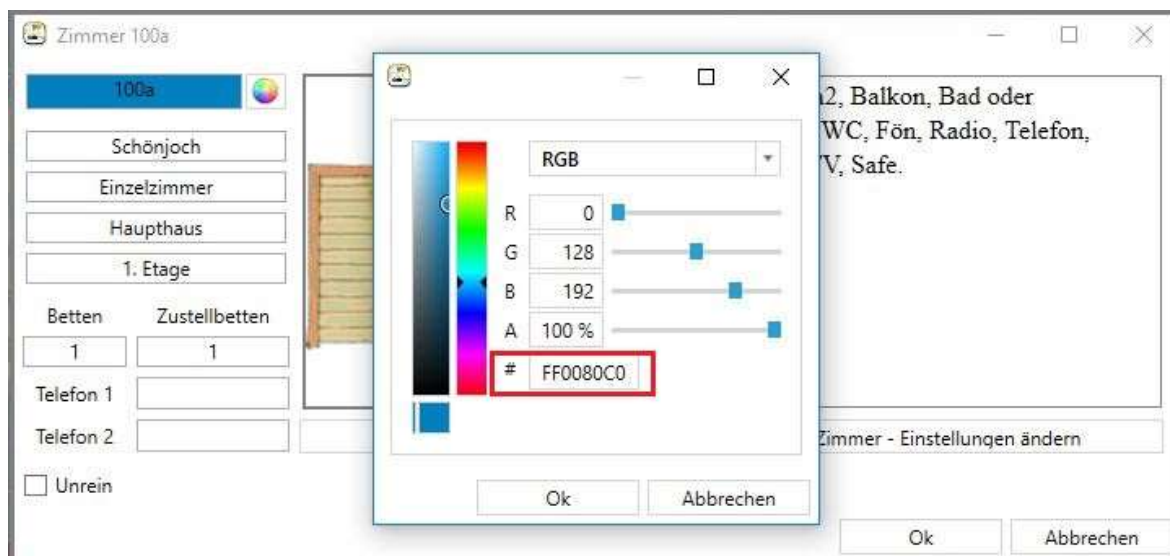 Zimmer 100a
100a
Schönjoch
Einzelzimmer
Haupthaus
1. Etage
Betten Zustellbetten
1 1
Telefon 1
Telefon 2
Unrein
RGB
R 0
G 128
B 192
A 100 %
# FF0080C0
Ok Abbrechen
Balkon, Bad oder
WC, Fön, Radio, Telefon,
Safe.
Zimmer - Einstellungen ändern
Ok Abbrechen